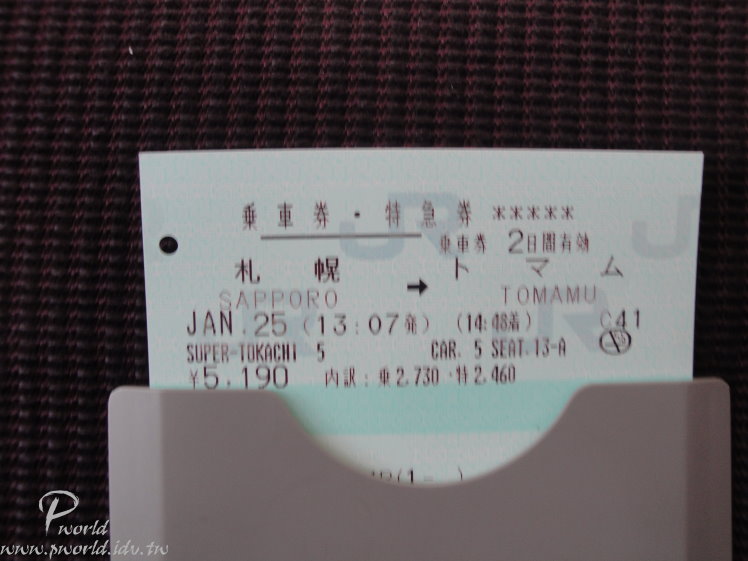 乗車券・特急券 *****
乗車券 2日間有効
札幌 → トマム
SAPPORO TOMAMU
JAN.25 (13:07発) (14:48着) C41
SUPER-TOKACHI 5 CAR. 5 SEAT.13-A
¥5,190 内訳：乗2,730・特2,460
Pworld
www.pworld.idv.tw